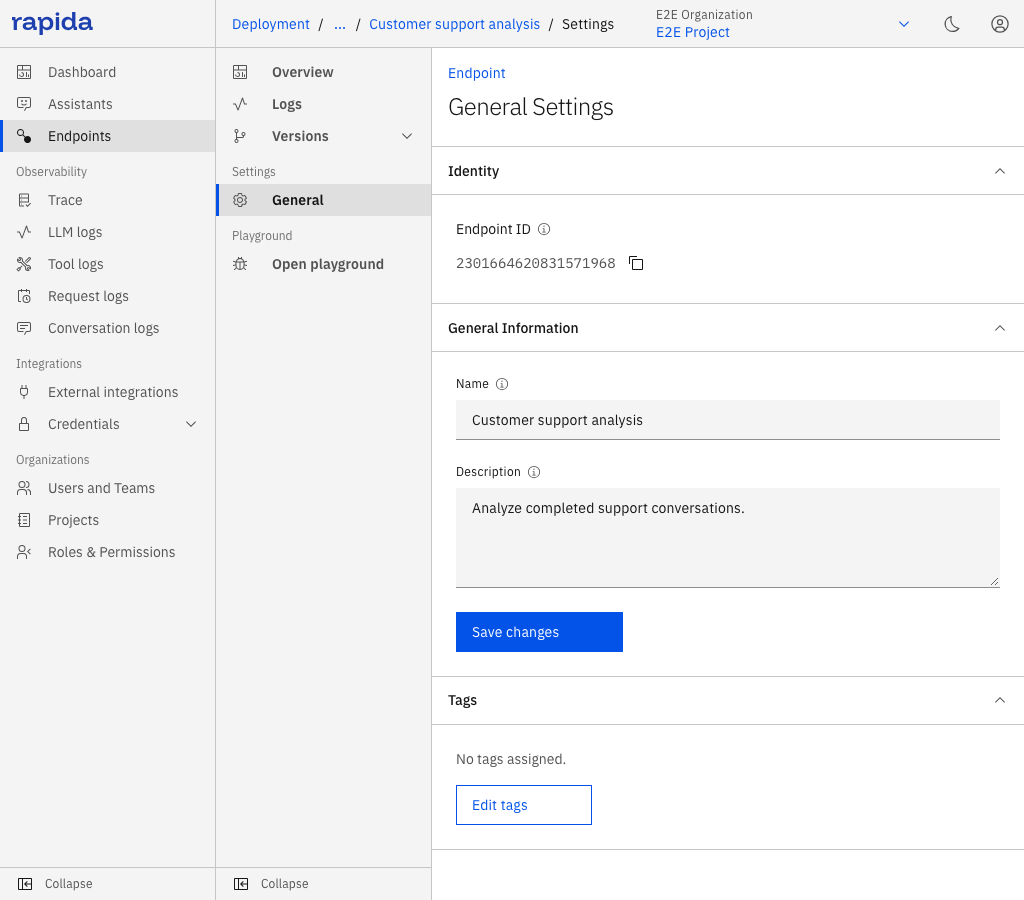 rapida
Deployment / ... / Customer support analysis / Settings
E2E Organization
E2E Project
Dashboard
Assistants
Endpoints
Observability
Trace
LLM logs
Tool logs
Request logs
Conversation logs
Integrations
External integrations
Credentials
Organizations
Users and Teams
Projects
Roles & Permissions
Collapse
Overview
Logs
Versions
Settings
General
Playground
Open playground
Collapse
Endpoint
General Settings
Identity
Endpoint ID
2301664620831571968
General Information
Name
Customer support analysis
Description
Analyze completed support conversations.
Save changes
Tags
No tags assigned.
Edit tags